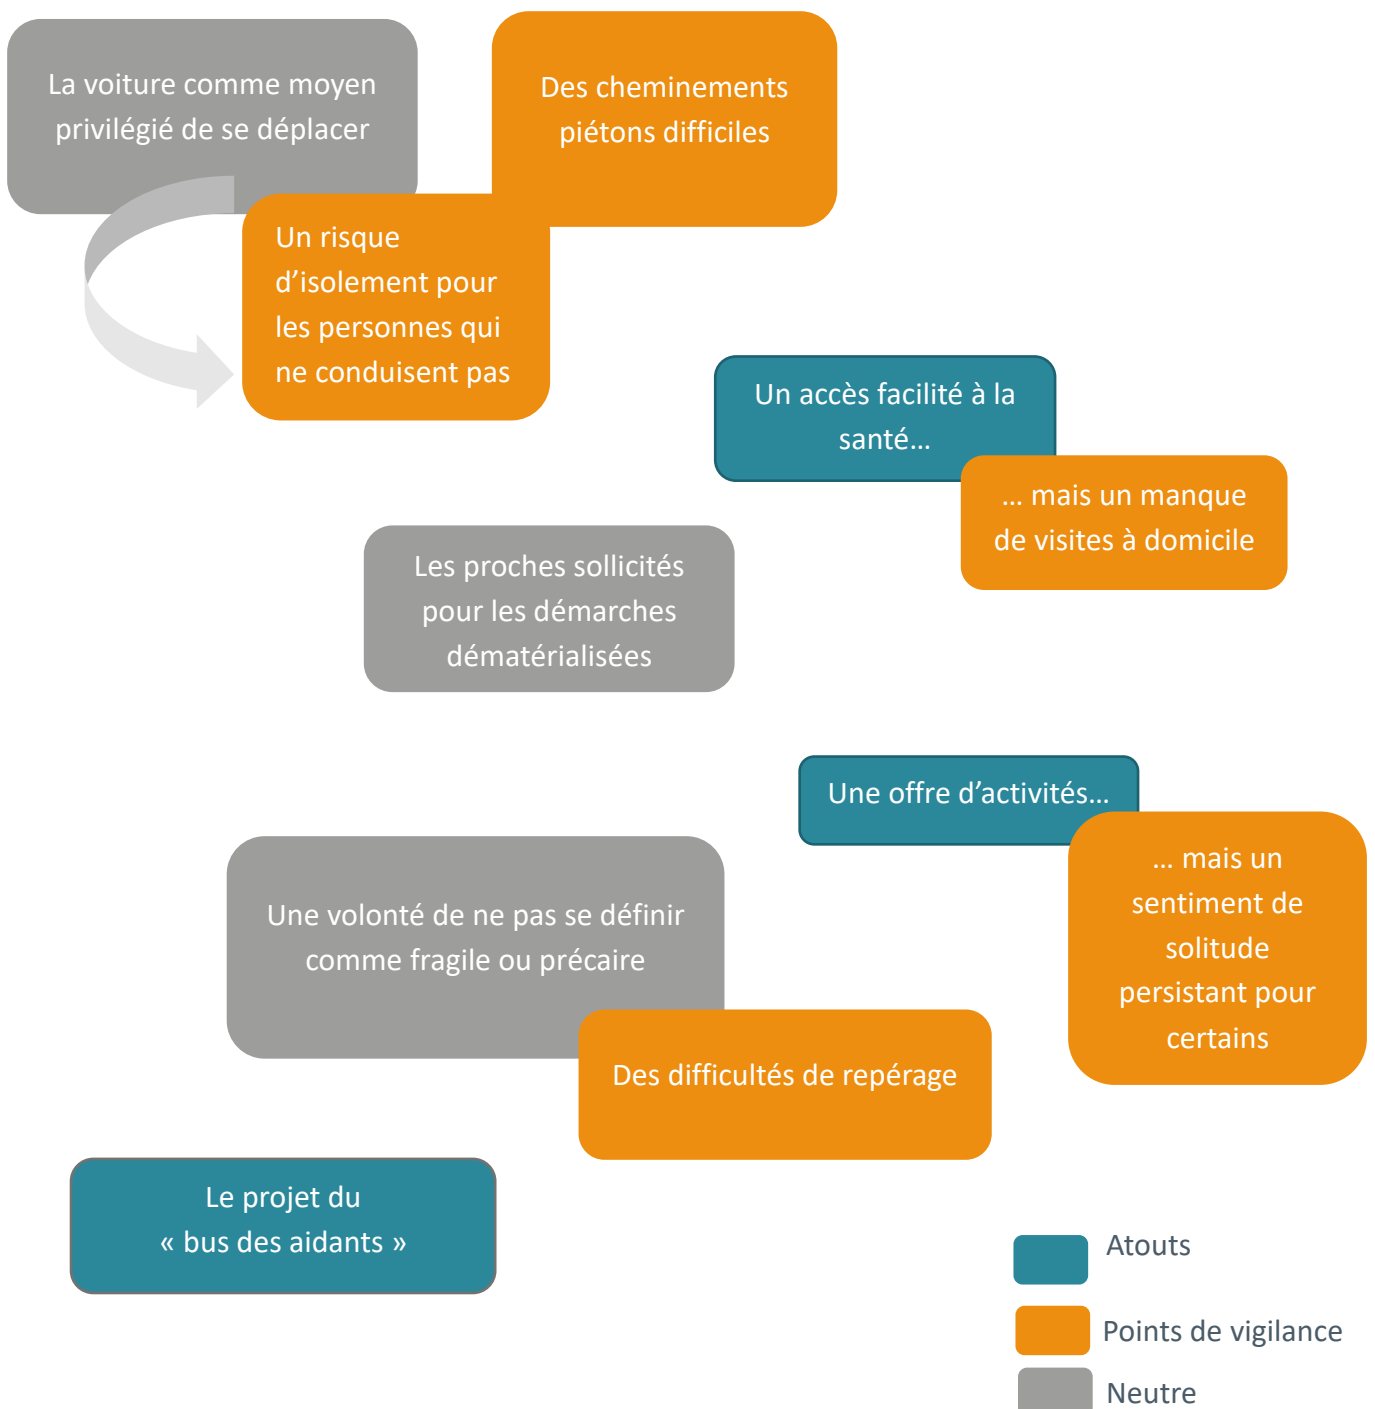 La voiture comme moyen
privilégié de se déplacer
Des cheminements
piétons difficiles
Un risque
d’isolement pour
les personnes qui
ne conduisent pas
Un accès facilité à la
santé…
… mais un manque
de visites à domicile
Les proches sollicités
pour les démarches
dématérialisées
Une offre d’activités…
… mais un
sentiment de
solitude
persistant pour
certains
Une volonté de ne pas se définir
comme fragile ou précaire
Des difficultés de repérage
Le projet du
« bus des aidants »
Atouts
Points de vigilance
Neutre